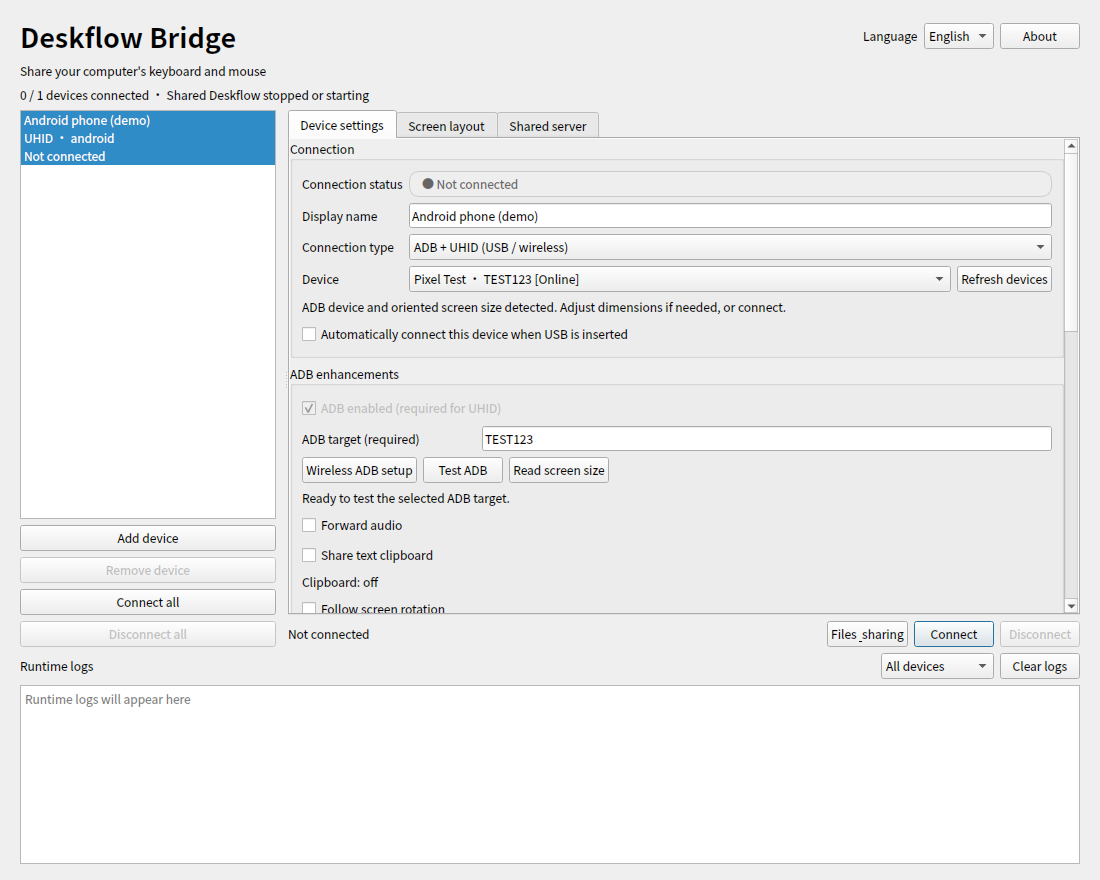 Deskflow Bridge
Language English About
Share your computer's keyboard and mouse
0 / 1 devices connected · Shared Deskflow stopped or starting
Android phone (demo)
UHID · android
Not connected
Add device
Remove device
Connect all
Disconnect all
Device settings Screen layout Shared server
Connection
Connection status Not connected
Display name Android phone (demo)
Connection type ADB + UHID (USB / wireless)
Device Pixel Test · TEST123 [Online] Refresh devices
ADB device and oriented screen size detected. Adjust dimensions if needed, or connect.
Automatically connect this device when USB is inserted
ADB enhancements
ADB enabled (required for UHID)
ADB target (required) TEST123
Wireless ADB setup Test ADB Read screen size
Ready to test the selected ADB target.
Forward audio
Share text clipboard
Clipboard: off
Follow screen rotation
Not connected Files_sharing Connect Disconnect
Runtime logs All devices Clear logs
Runtime logs will appear here